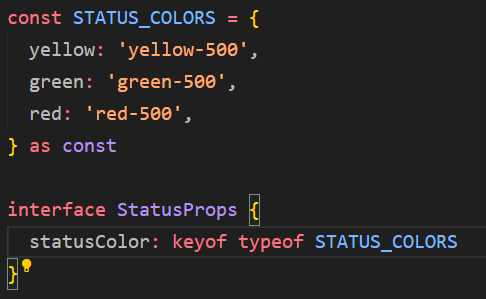 const STATUS_COLORS = {
  yellow: 'yellow-500',
  green: 'green-500',
  red: 'red-500',
} as const
interface StatusProps {
  statusColor: keyof typeof STATUS_COLORS
}